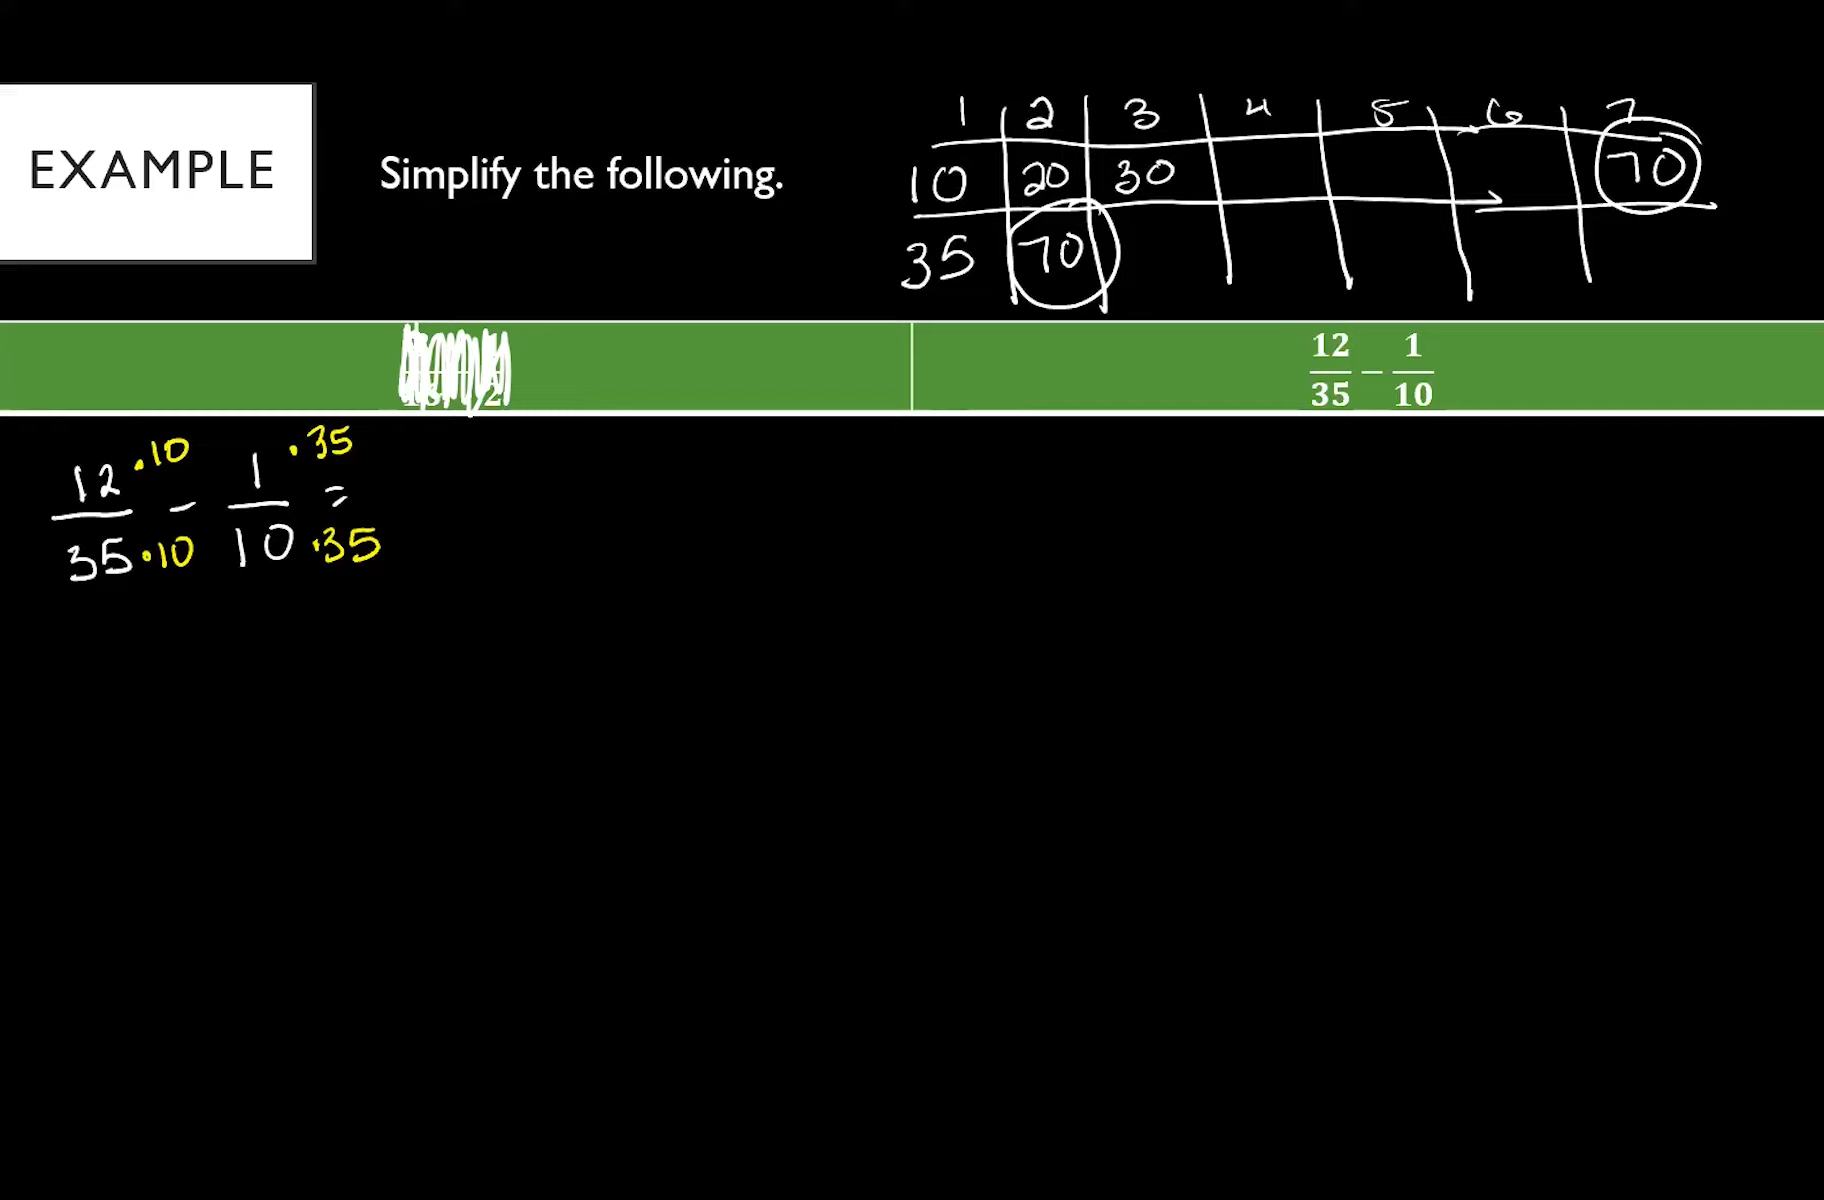 EXAMPLE
Simplify the following.
1 2 3 4 5 6 7
10 20 30 70
35 70
12/35 − 1/10
12·10/35·10 − 1·35/10·35 =